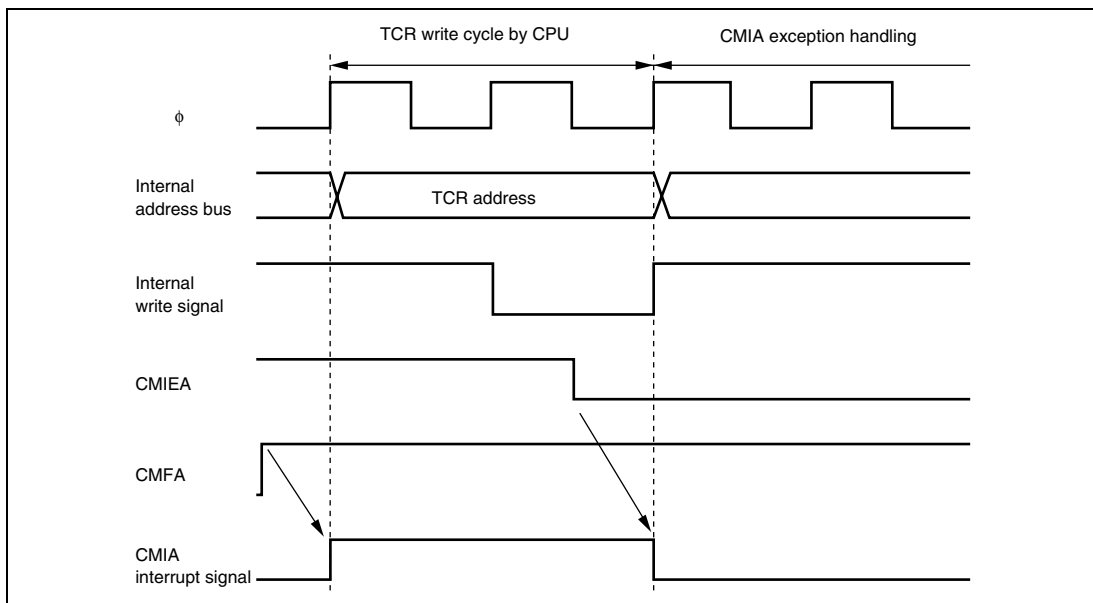 TCR write cycle by CPU
CMIA exception handling
ϕ
Internal
address bus
TCR address
Internal
write signal
CMIEA
CMFA
CMIA
interrupt signal